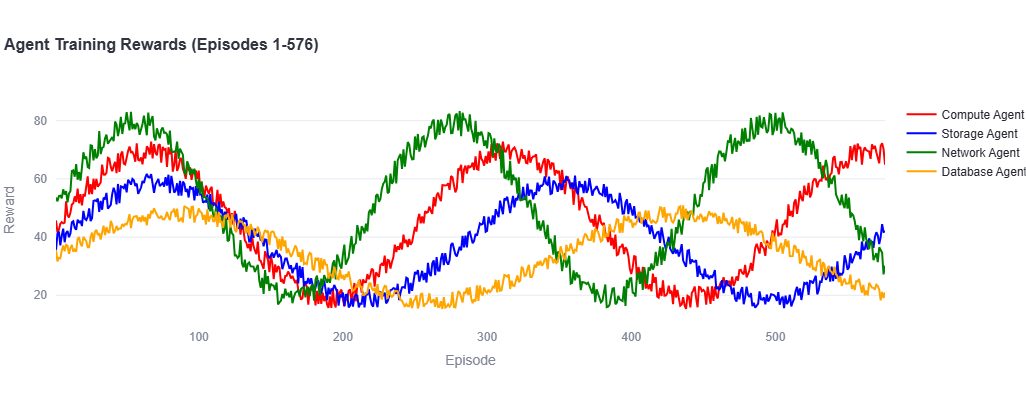 Agent Training Rewards (Episodes 1-576)
80
60
40
20
Reward
100 200 300 400 500
Episode
Compute Agent
Storage Agent
Network Agent
Database Agent